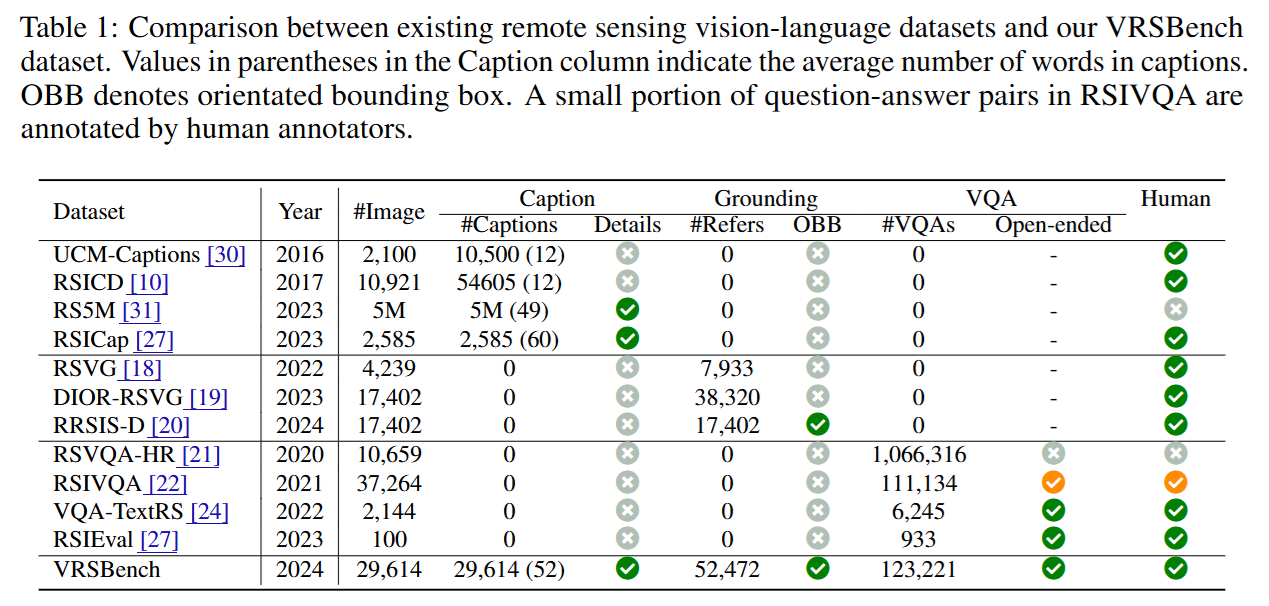 Table 1: Comparison between existing remote sensing vision-language datasets and our VRSBench
dataset. Values in parentheses in the Caption column indicate the average number of words in captions.
OBB denotes orientated bounding box. A small portion of question-answer pairs in RSIVQA are
annotated by human annotators.
Dataset Year #Image Caption Grounding VQA Human
#Captions Details #Refers OBB #VQAs Open-ended
UCM-Captions [30] 2016 2,100 10,500 (12) 0 0 -
RSICD [10] 2017 10,921 54605 (12) 0 0 -
RS5M [31] 2023 5M 5M (49) 0 0 -
RSICap [27] 2023 2,585 2,585 (60) 0 0 -
RSVG [18] 2022 4,239 0 7,933 0 -
DIOR-RSVG [19] 2023 17,402 0 38,320 0 -
RRSIS-D [20] 2024 17,402 0 17,402 0 -
RSVQA-HR [21] 2020 10,659 0 0 1,066,316
RSIVQA [22] 2021 37,264 0 0 111,134
VQA-TextRS [24] 2022 2,144 0 0 6,245
RSIEval [27] 2023 100 0 0 933
VRSBench 2024 29,614 29,614 (52) 52,472 123,221